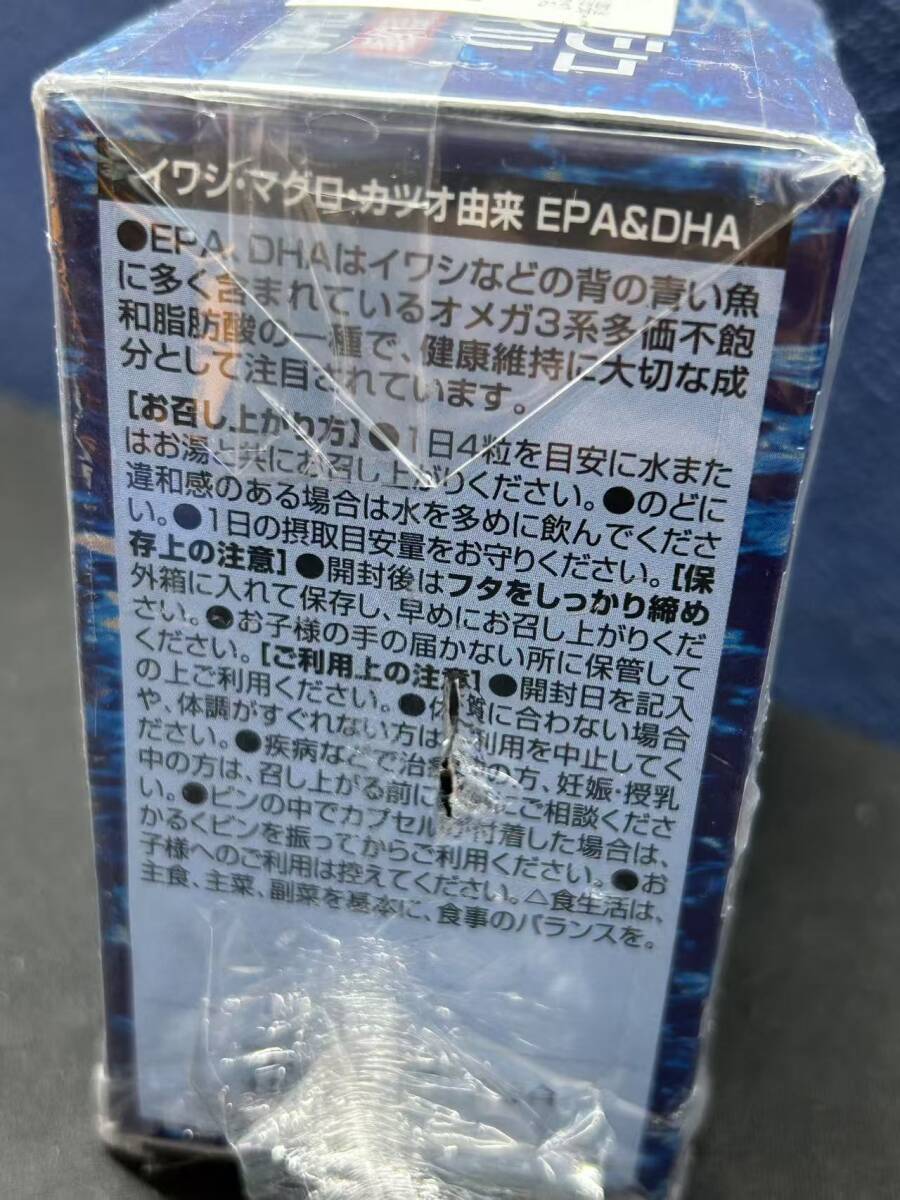 イワシ・マグロ・カツオ由来 EPA&DHA
●EPA、DHAはイワシなどの背の青い魚
に多く含まれているオメガ3系多価不飽
和脂肪酸の一種で、健康維持に大切な成
分として注目されています。
[お召し上がり方]●1日4粒を目安に水また
はお湯と共にお召し上がりください。●のどに
違和感のある場合は水を多めに飲んでくださ
い。●1日の摂取目安量をお守りください。[保
存上の注意]●開封後はフタをしっかり締め
外箱に入れて保存し、早めにお召し上がりくだ
さい。●お子様の手の届かない所に保管して
ください。[ご利用上の注意]●開封日を記入
の上ご利用ください。●体質に合わない場合
や、体調がすぐれない方は利用を中止してく
ださい。●疾病などで治療の方、妊娠・授乳
中の方は、召し上がる前にご相談くださ
い。●ビンの中でカプセルが付着した場合は、
かるくビンを振ってからご利用ください。●お
子様へのご利用は控えてください。△食生活は、
主食、主菜、副菜を基本に、食事のバランスを。